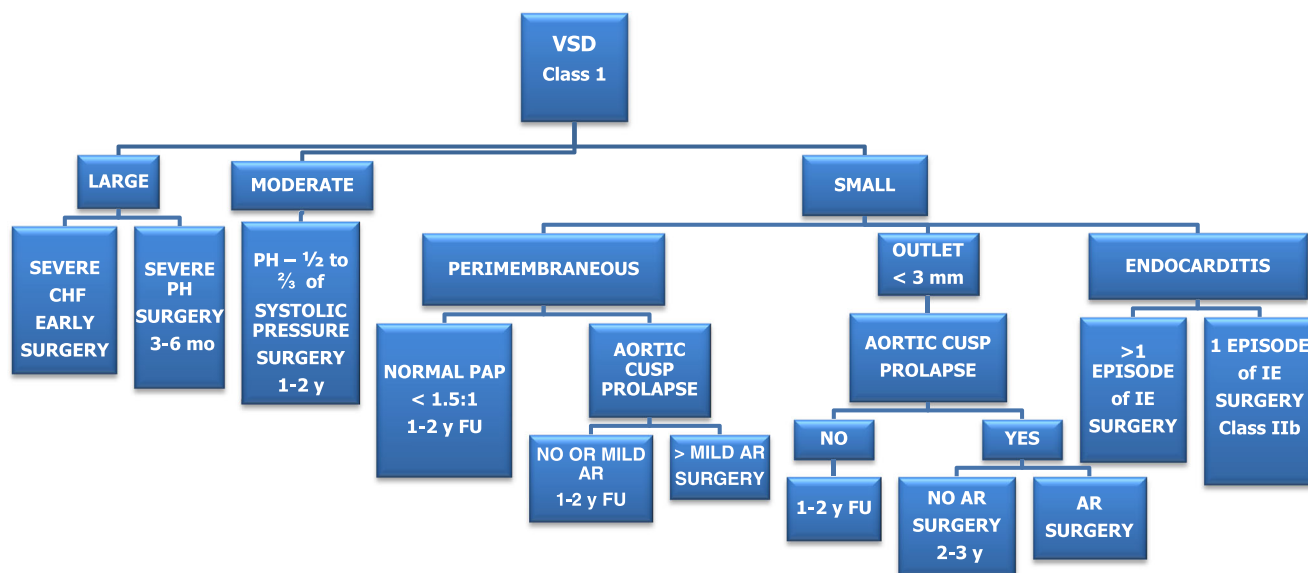 VSD
Class 1
LARGE
MODERATE
SMALL
SEVERE
CHF
EARLY
SURGERY
SEVERE
PH
SURGERY
3-6 mo
PH – ½ to
⅔ of
SYSTOLIC
PRESSURE
SURGERY
1-2 y
PERIMEMBRANEOUS
OUTLET
< 3 mm
ENDOCARDITIS
NORMAL PAP
< 1.5:1
1-2 y FU
AORTIC
CUSP
PROLAPSE
AORTIC CUSP
PROLAPSE
>1
EPISODE
of IE
SURGERY
1 EPISODE
of IE
SURGERY
Class IIb
NO OR MILD
AR
1-2 y FU
> MILD AR
SURGERY
NO
YES
1-2 y FU
NO AR
SURGERY
2-3 y
AR
SURGERY